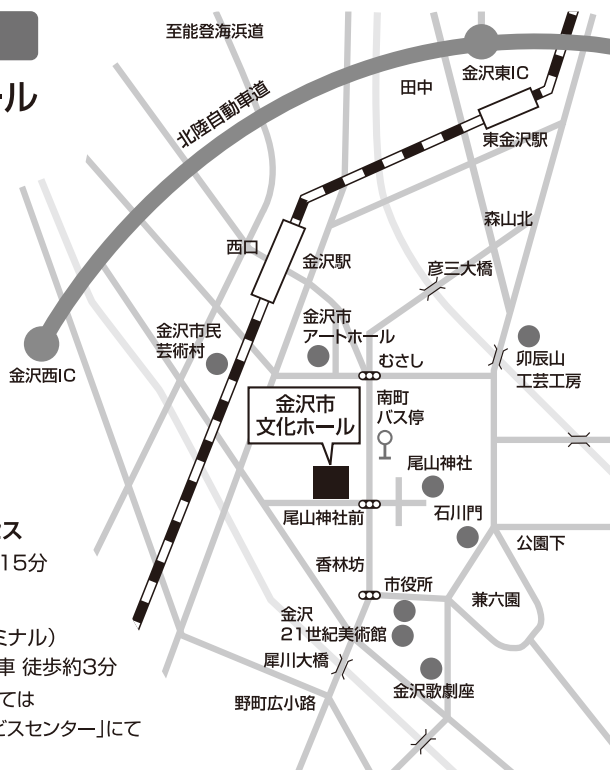 至能登海浜道
金沢東IC
ール
田中
北陸自動車道
東金沢駅
森山北
西口
金沢駅
彦三大橋
金沢市
アートホール
金沢市民
芸術村
むさし
卯辰山
工芸工房
金沢西IC
金沢市
文化ホール
南町
バス停
尾山神社
尾山神社前
石川門
セス
公園下
15分
香林坊
市役所
兼六園
金沢
21世紀美術館
ミナル）
犀川大橋
車 徒歩約3分
金沢歌劇座
ては
野町広小路
ビスセンター」にて